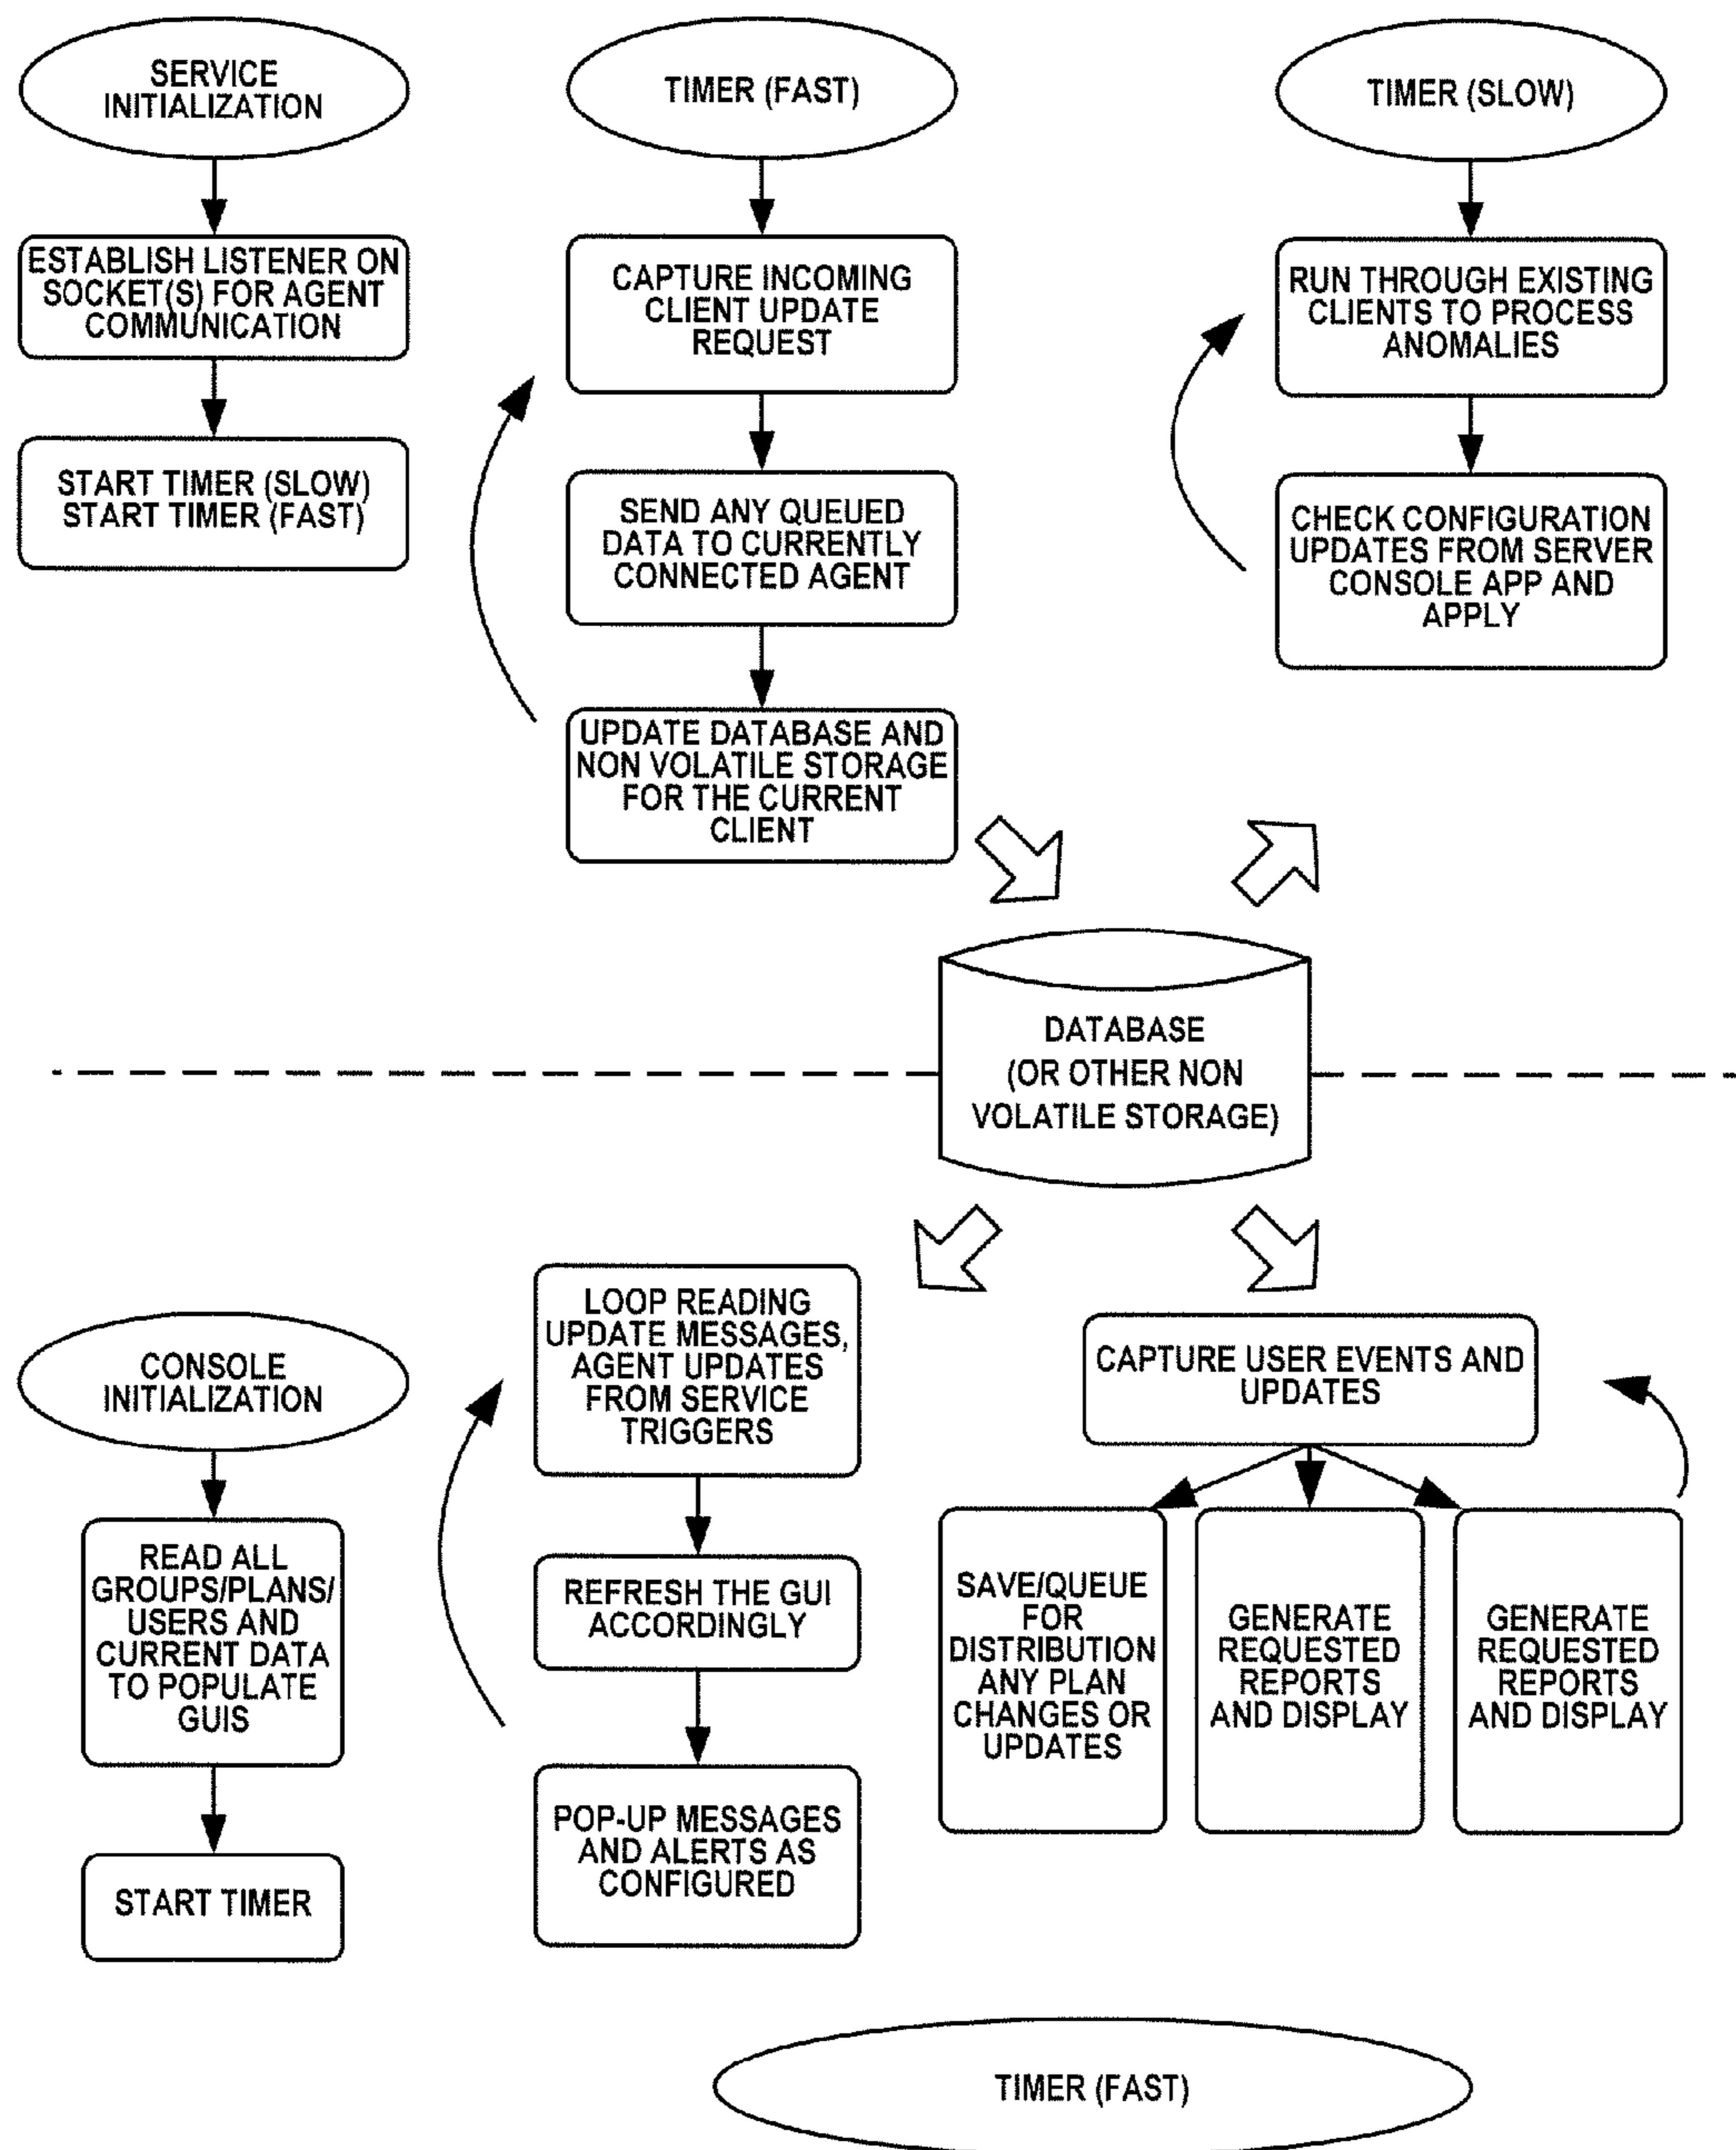 SERVICE
INITIALIZATION
ESTABLISH LISTENER ON
SOCKET(S) FOR AGENT
COMMUNICATION
START TIMER (SLOW)
START TIMER (FAST)
TIMER (FAST)
CAPTURE INCOMING
CLIENT UPDATE
REQUEST
SEND ANY QUEUED
DATA TO CURRENTLY
CONNECTED AGENT
UPDATE DATABASE AND
NON VOLATILE STORAGE
FOR THE CURRENT
CLIENT
TIMER (SLOW)
RUN THROUGH EXISTING
CLIENTS TO PROCESS
ANOMALIES
CHECK CONFIGURATION
UPDATES FROM SERVER
CONSOLE APP AND
APPLY
DATABASE
(OR OTHER NON
VOLATILE STORAGE)
CONSOLE
INITIALIZATION
READ ALL
GROUPS/PLANS/
USERS AND
CURRENT DATA
TO POPULATE
GUIS
START TIMER
LOOP READING
UPDATE MESSAGES,
AGENT UPDATES
FROM SERVICE
TRIGGERS
REFRESH THE GUI
ACCORDINGLY
POP-UP MESSAGES
AND ALERTS AS
CONFIGURED
CAPTURE USER EVENTS AND
UPDATES
SAVE/QUEUE
FOR
DISTRIBUTION
ANY PLAN
CHANGES OR
UPDATES
GENERATE
REQUESTED
REPORTS
AND DISPLAY
GENERATE
REQUESTED
REPORTS
AND DISPLAY
TIMER (FAST)